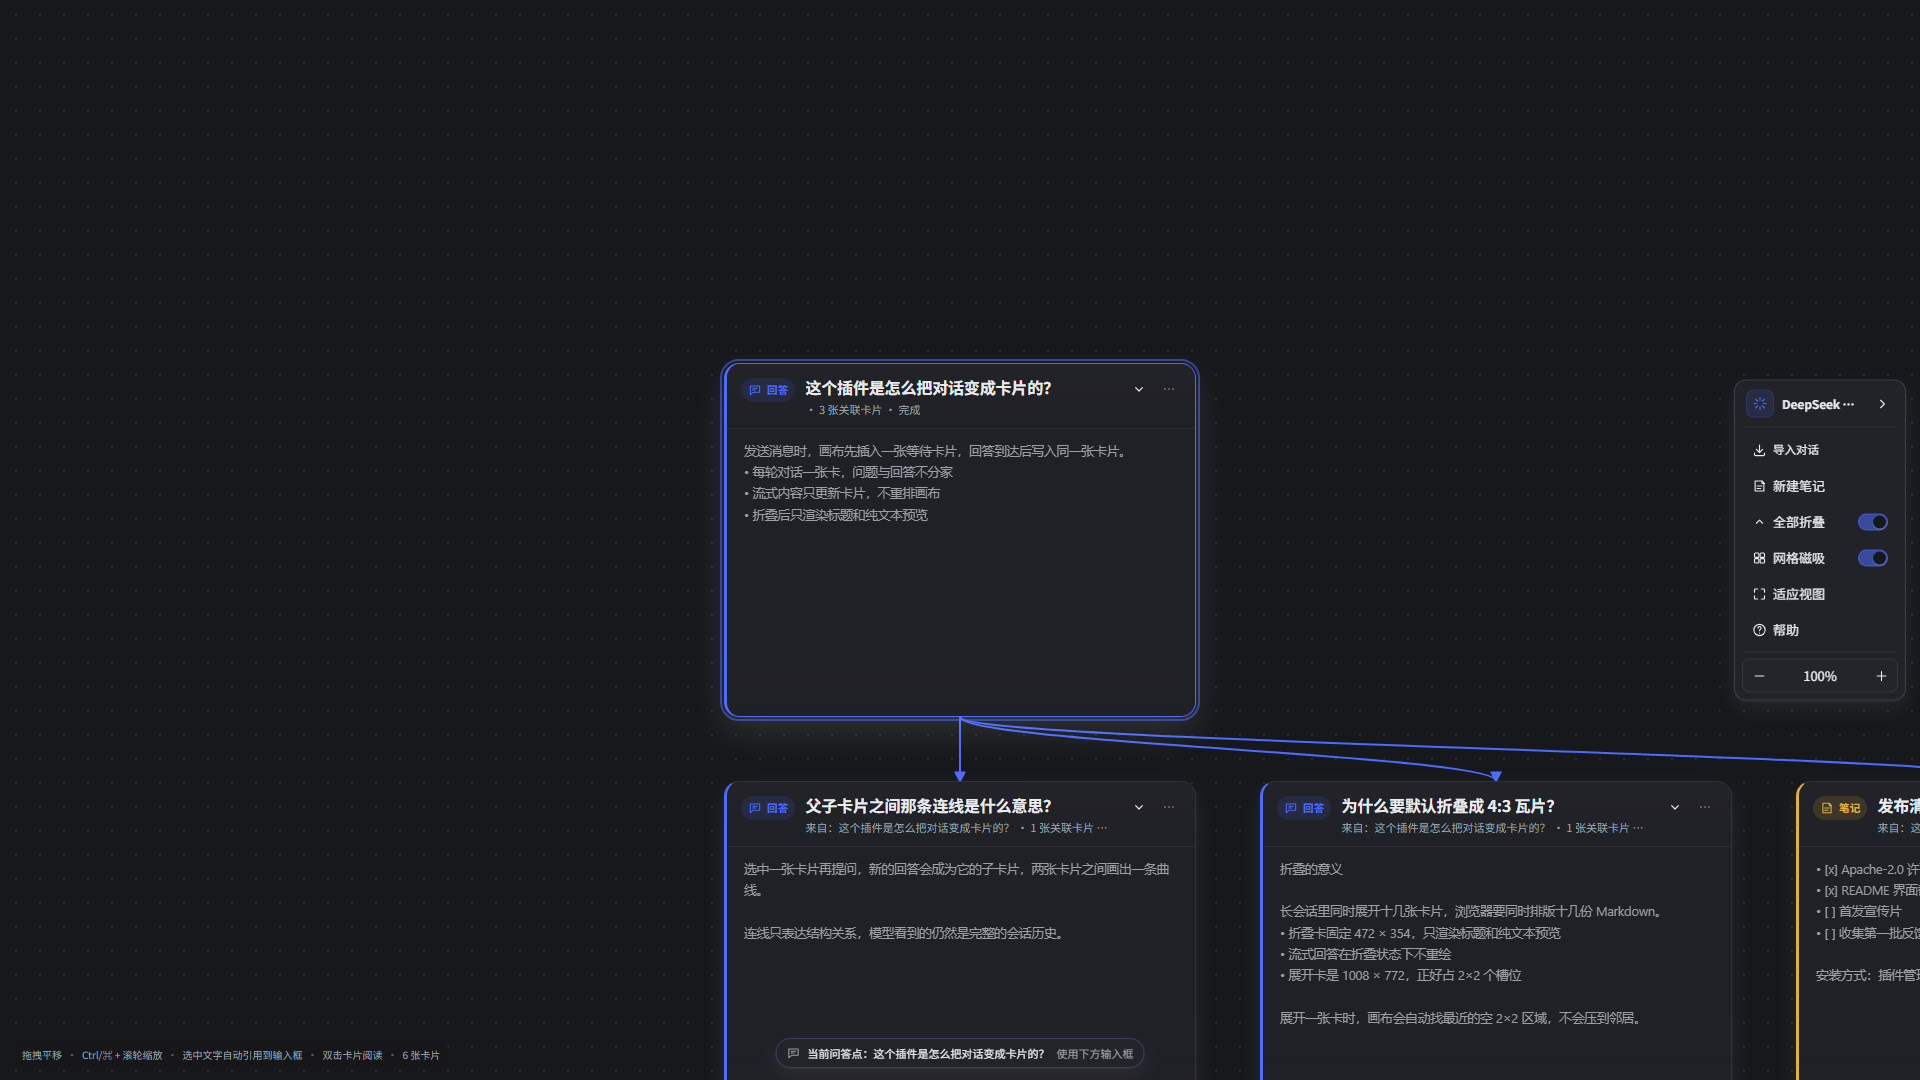 回答 这个插件是怎么把对话变成卡片的?
• 3 张关联卡片 • 完成
发送消息时，画布先插入一张等待卡片，回答到达后写入同一张卡片。
• 每轮对话一张卡，问题与回答不分家
• 流式内容只更新卡片，不重排画布
• 折叠后只渲染标题和纯文本预览
DeepSeek ···
导入对话
新建笔记
全部折叠
网格磁吸
适应视图
帮助
100%
回答 父子卡片之间那条连线是什么意思?
来自：这个插件是怎么把对话变成卡片的? • 1 张关联卡片 ···
选中一张卡片再提问，新的回答会成为它的子卡片，两张卡片之间画出一条曲
线。
连线只表达结构关系，模型看到的仍然是完整的会话历史。
回答 为什么要默认折叠成 4:3 瓦片?
来自：这个插件是怎么把对话变成卡片的? • 1 张关联卡片 ···
折叠的意义
长会话里同时展开十几张卡片，浏览器要同时排版十几份 Markdown。
• 折叠卡固定 472 × 354，只渲染标题和纯文本预览
• 流式回答在折叠状态下不重绘
• 展开卡是 1008 × 772，正好占 2×2 个槽位
展开一张卡时，画布会自动找最近的空 2×2 区域，不会压到邻居。
笔记 发布
来自：
• [x] Apache-2.0 许
• [x] README 界面
• [ ] 首发宣传片
• [ ] 收集第一批反
安装方式：插件管
当前问答点：这个插件是怎么把对话变成卡片的? 使用下方输入框
拖拽平移 • Ctrl/⌘ + 滚轮缩放 • 选中文字自动引用到输入框 • 双击卡片阅读 • 6 张卡片